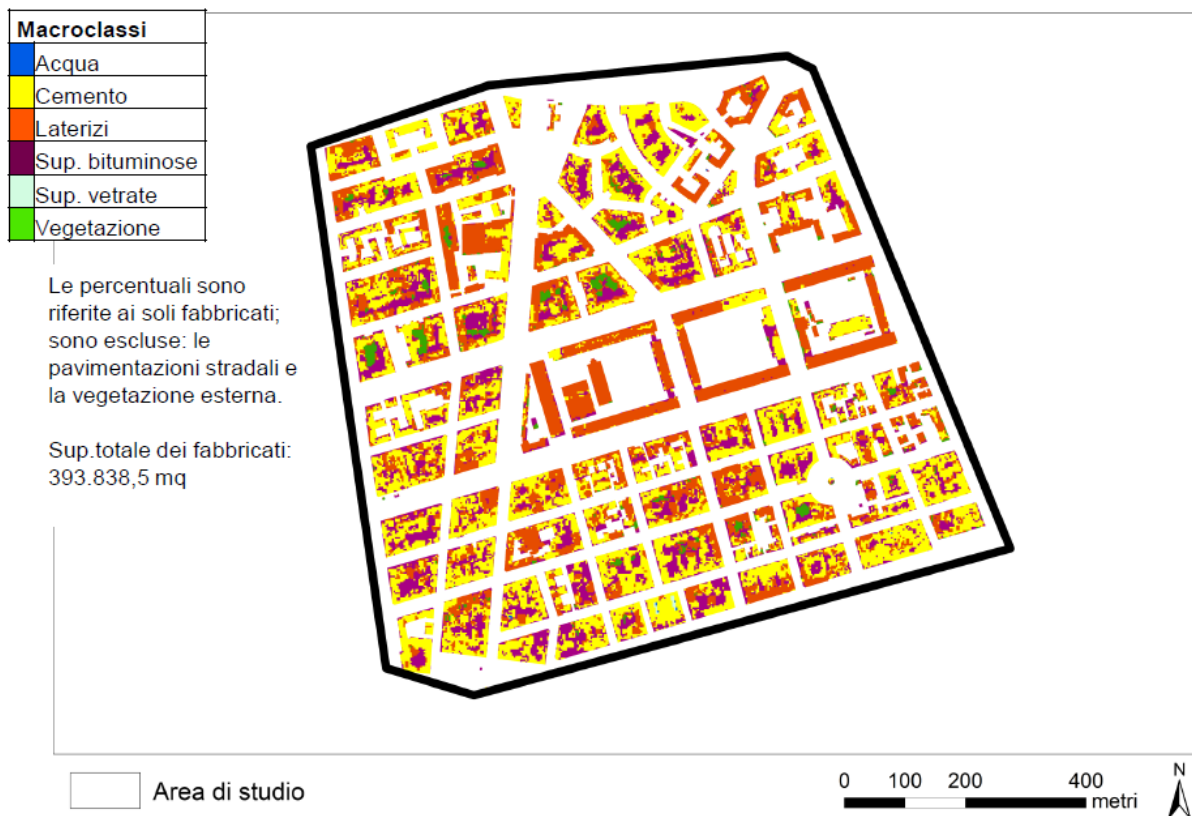 Macroclassi
Acqua
Cemento
Laterizi
Sup. bituminose
Sup. vetrate
Vegetazione
Le percentuali sono
riferite ai soli fabbricati;
sono escluse: le
pavimentazioni stradali e
la vegetazione esterna.
Sup.totale dei fabbricati:
393.838,5 mq
Area di studio
0 100 200 400
metri
N